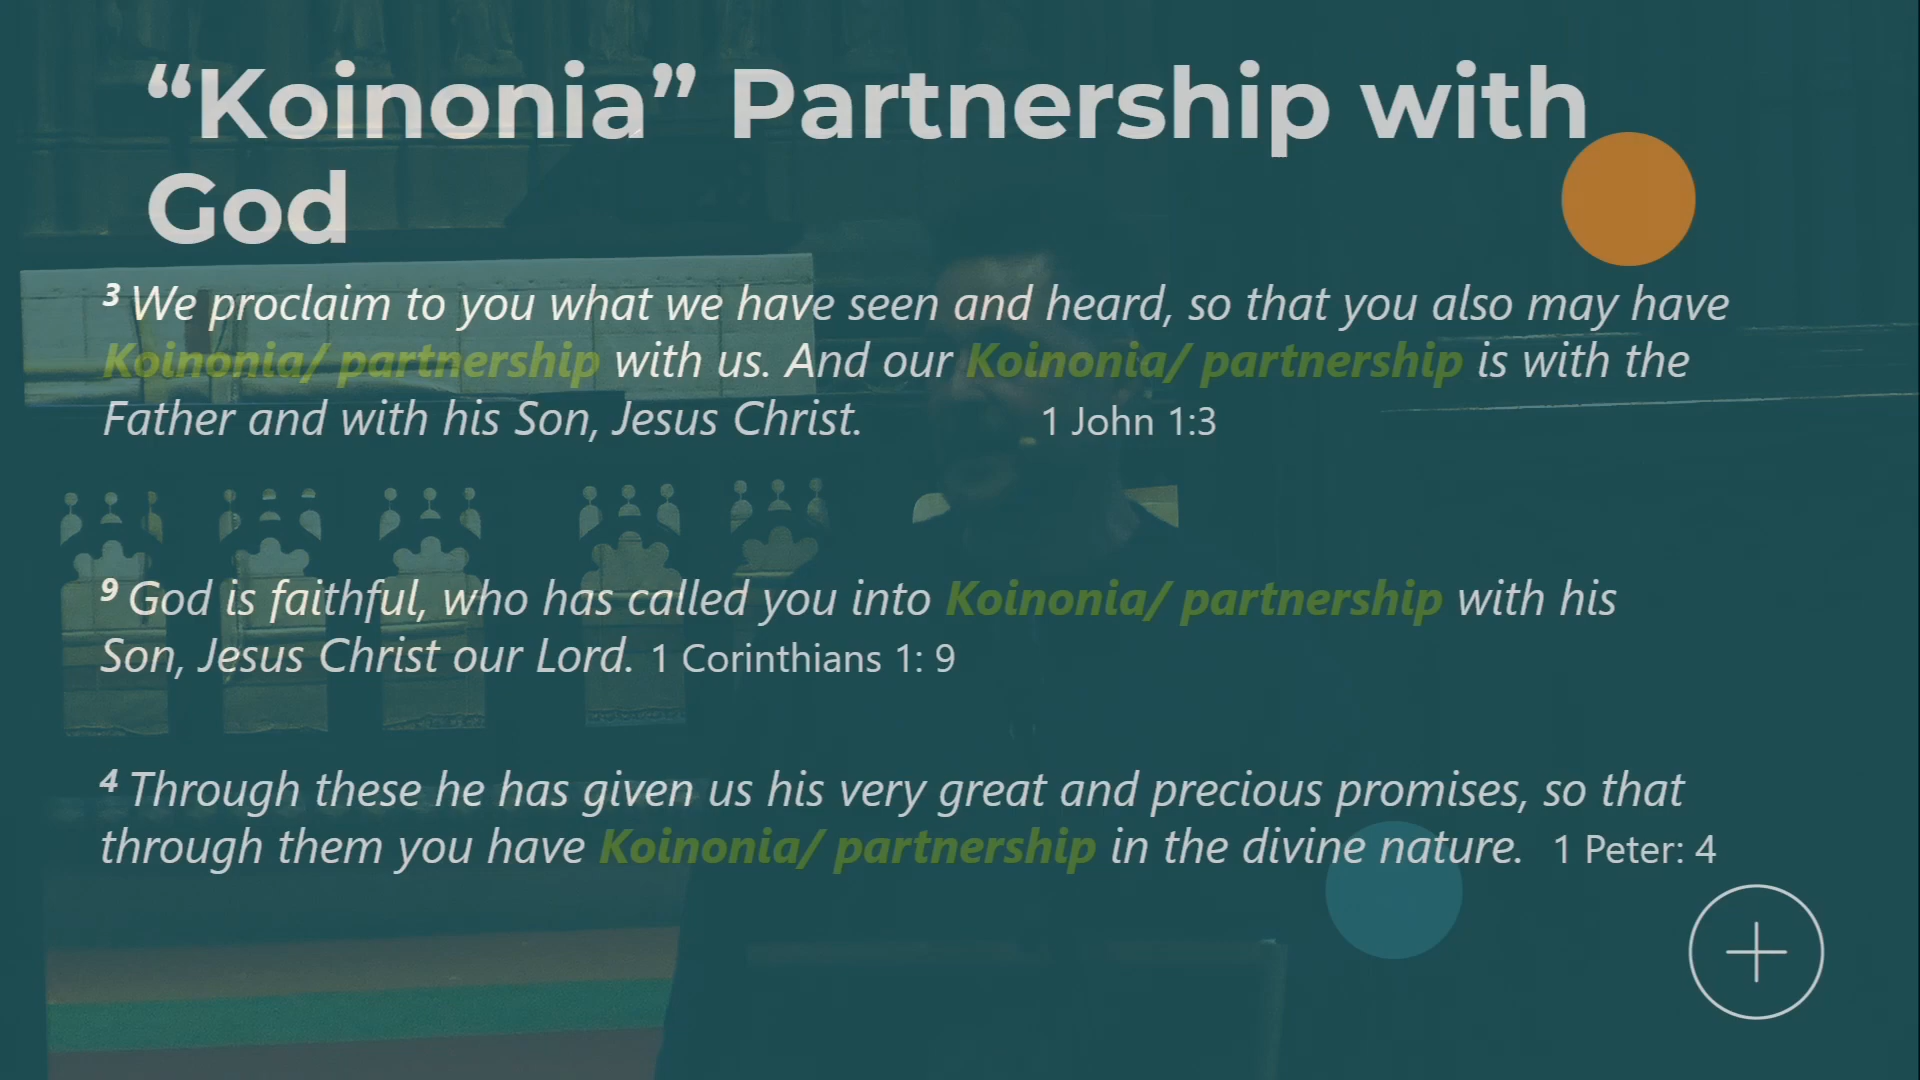 “Koinonia” Partnership with
God
3 We proclaim to you what we have seen and heard, so that you also may have
Koinonia/ partnership with us. And our Koinonia/ partnership is with the
Father and with his Son, Jesus Christ. 1 John 1:3
9 God is faithful, who has called you into Koinonia/ partnership with his
Son, Jesus Christ our Lord. 1 Corinthians 1: 9
4 Through these he has given us his very great and precious promises, so that
through them you have Koinonia/ partnership in the divine nature. 1 Peter: 4